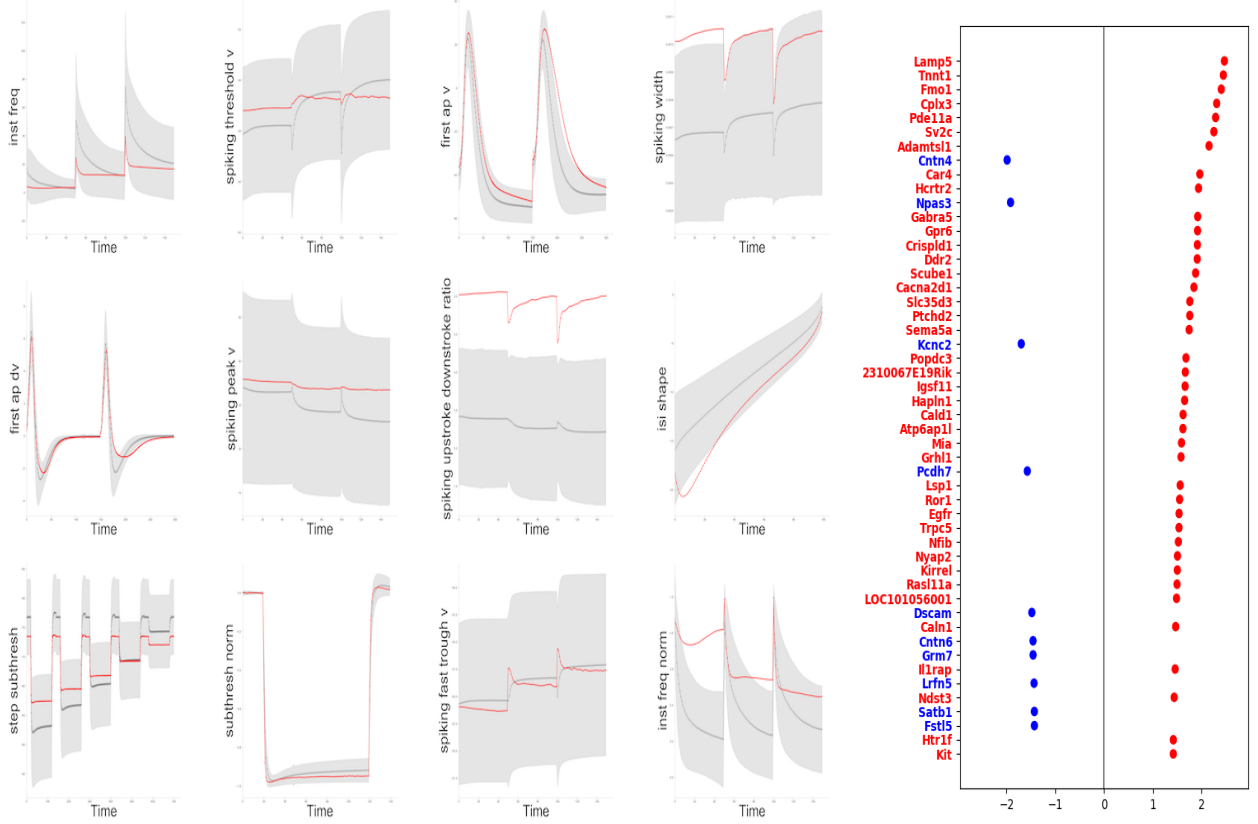 inst freq
Time
spiking threshold v
Time
first ap v
Time
spiking width
Time
first ap dv
Time
spiking peak v
Time
spiking upstroke downstroke ratio
Time
isi shape
Time
step subthresh
Time
subthresh norm
Time
spiking fast trough v
Time
inst freq norm
Time
Lamp5
Tnnt1
Fmo1
Cplx3
Pde11a
Sv2c
Adamtsl1
Cntn4
Car4
Hcrtr2
Npas3
Gabra5
Gpr6
Crispld1
Ddr2
Scube1
Cacna2d1
Slc35d3
Ptchd2
Sema5a
Kcnc2
Popdc3
2310067E19Rik
Igsf11
Hapln1
Cald1
Atp6ap1l
Mia
Grhl1
Pcdh7
Lsp1
Ror1
Egfr
Trpc5
Nfib
Nyap2
Kirrel
Rasl11a
LOC101056001
Dscam
Caln1
Cntn6
Grm7
Il1rap
Lrfn5
Ndst3
Satb1
Fstl5
Htr1f
Kit
−2 −1 0 1 2